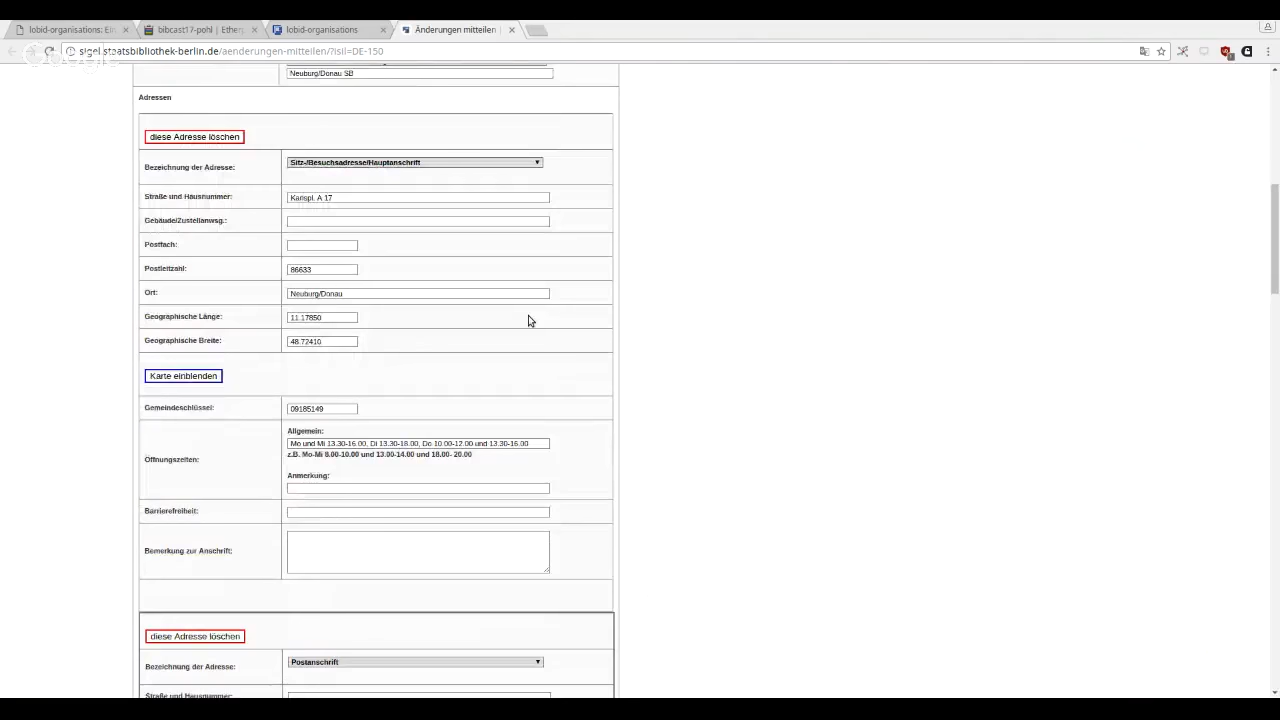 lobid-organisations: Ein
bibcast17-pohl | Ether
lobid-organisations
Änderungen mitteilen
sigel.staatsbibliothek-berlin.de/aenderungen-mitteilen/?isil=DE-150
Google
Neuburg/Donau SB
Adressen
diese Adresse löschen
Bezeichnung der Adresse: Sitz-/Besuchsadresse/Hauptanschrift
Straße und Hausnummer: Karlspl. A 17
Gebäude/Zustellanwsg.:
Postfach:
Postleitzahl: 86633
Ort: Neuburg/Donau
Geographische Länge: 11.17850
Geographische Breite: 48.72410
Karte einblenden
Gemeindeschlüssel: 09185149
Allgemein:
Mo und Mi 13.30-16.00, Di 13.30-18.00, Do 10.00-12.00 und 13.30-16.00
Öffnungszeiten: z.B. Mo-Mi 8.00-10.00 und 13.00-14.00 und 18.00- 20.00
Anmerkung:
Barrierefreiheit:
Bemerkung zur Anschrift:
diese Adresse löschen
Bezeichnung der Adresse: Postanschrift
Straße und Hausnummer: